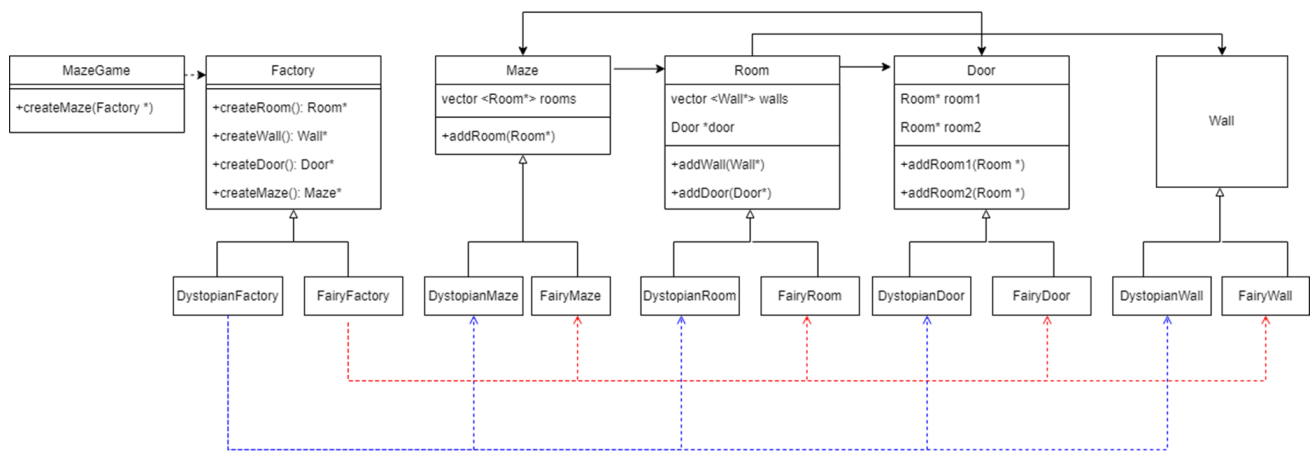 MazeGame
+createMaze(Factory *)
Factory
+createRoom(): Room*
+createWall(): Wall*
+createDoor(): Door*
+createMaze(): Maze*
Maze
vector <Room*> rooms
+addRoom(Room*)
Room
vector <Wall*> walls
Door *door
+addWall(Wall*)
+addDoor(Door*)
Door
Room* room1
Room* room2
+addRoom1(Room *)
+addRoom2(Room *)
Wall
DystopianFactory
FairyFactory
DystopianMaze
FairyMaze
DystopianRoom
FairyRoom
DystopianDoor
FairyDoor
DystopianWall
FairyWall